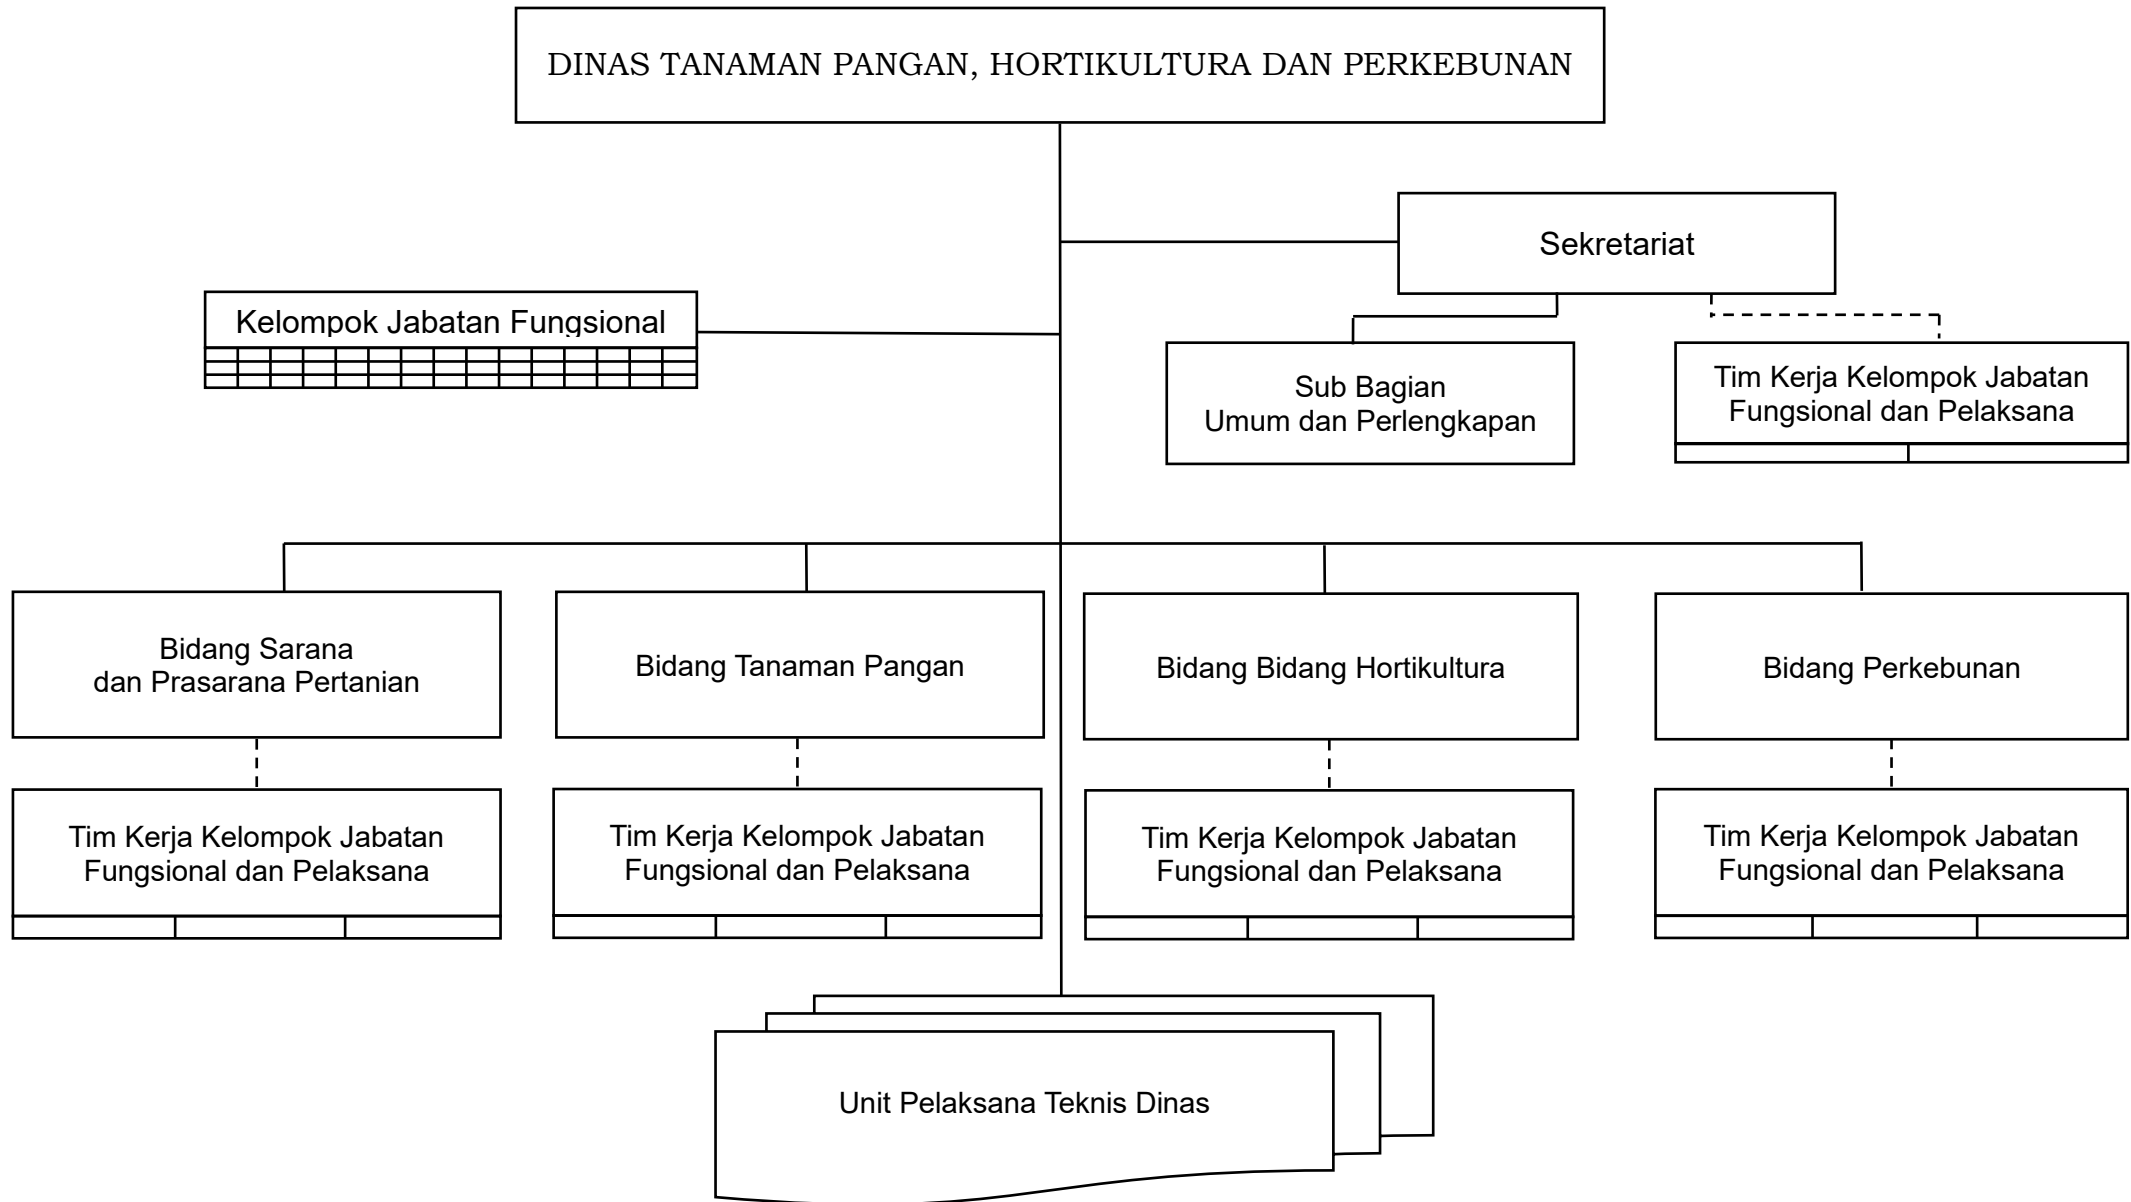 DINAS TANAMAN PANGAN, HORTIKULTURA DAN PERKEBUNAN
Sekretariat
Kelompok Jabatan Fungsional
Sub Bagian
Umum dan Perlengkapan
Tim Kerja Kelompok Jabatan
Fungsional dan Pelaksana
Bidang Sarana
dan Prasarana Pertanian
Bidang Tanaman Pangan
Bidang Bidang Hortikultura
Bidang Perkebunan
Tim Kerja Kelompok Jabatan
Fungsional dan Pelaksana
Tim Kerja Kelompok Jabatan
Fungsional dan Pelaksana
Tim Kerja Kelompok Jabatan
Fungsional dan Pelaksana
Tim Kerja Kelompok Jabatan
Fungsional dan Pelaksana
Unit Pelaksana Teknis Dinas